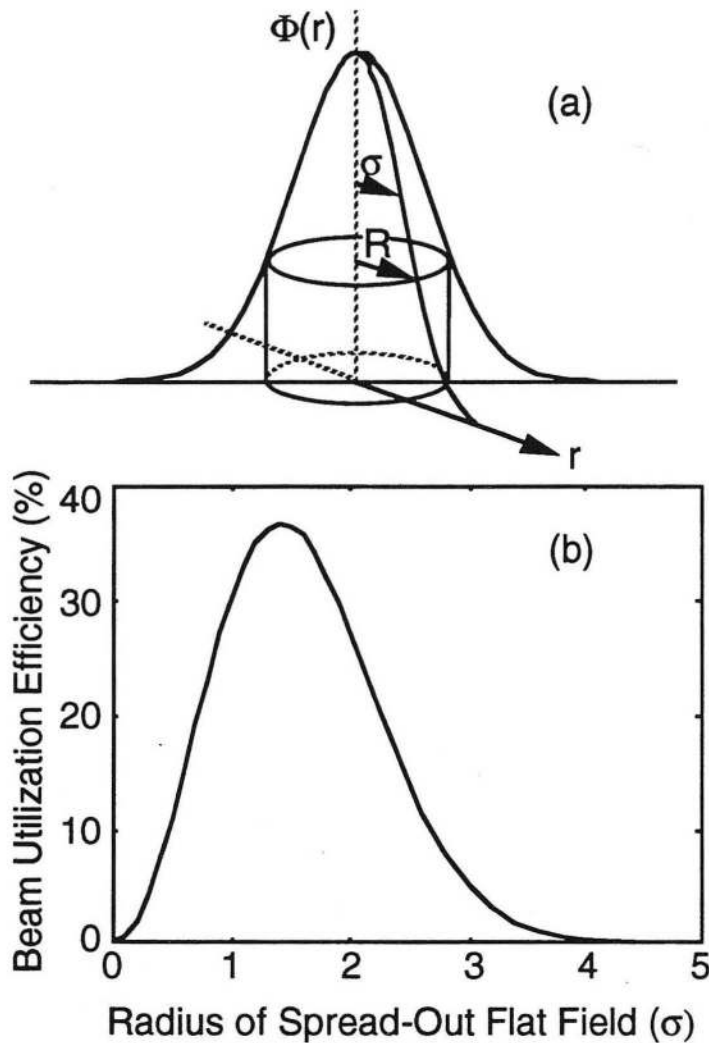 Φ(r)
(a)
σ
R
r
Beam Utilization Efficiency (%)
40
30
20
10
0
(b)
0 1 2 3 4 5
Radius of Spread-Out Flat Field (σ)